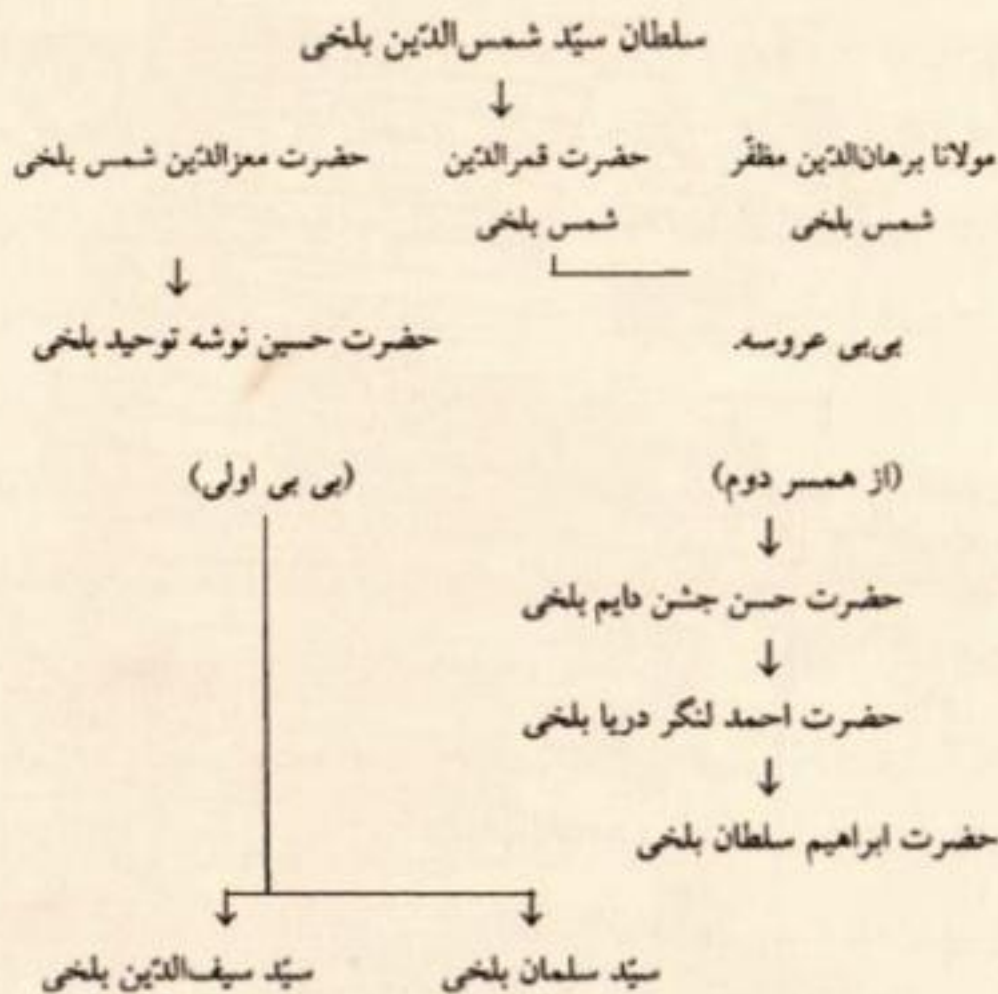 سلطان سیّد شمس‌الدّین بلخی
مولانا برهان‌الدّین مظفّر
شمس بلخی
حضرت قمرالدّین
شمس بلخی
حضرت معزالدّین شمس بلخی
بی‌بی عروسه
حضرت حسین نوشه توحید بلخی
(از همسر دوم)
(بی بی اولی)
حضرت حسن جشن دایم بلخی
حضرت احمد لنگر دریا بلخی
حضرت ابراهیم سلطان بلخی
سیّد سلمان بلخی
سیّد سیف‌الدّین بلخی